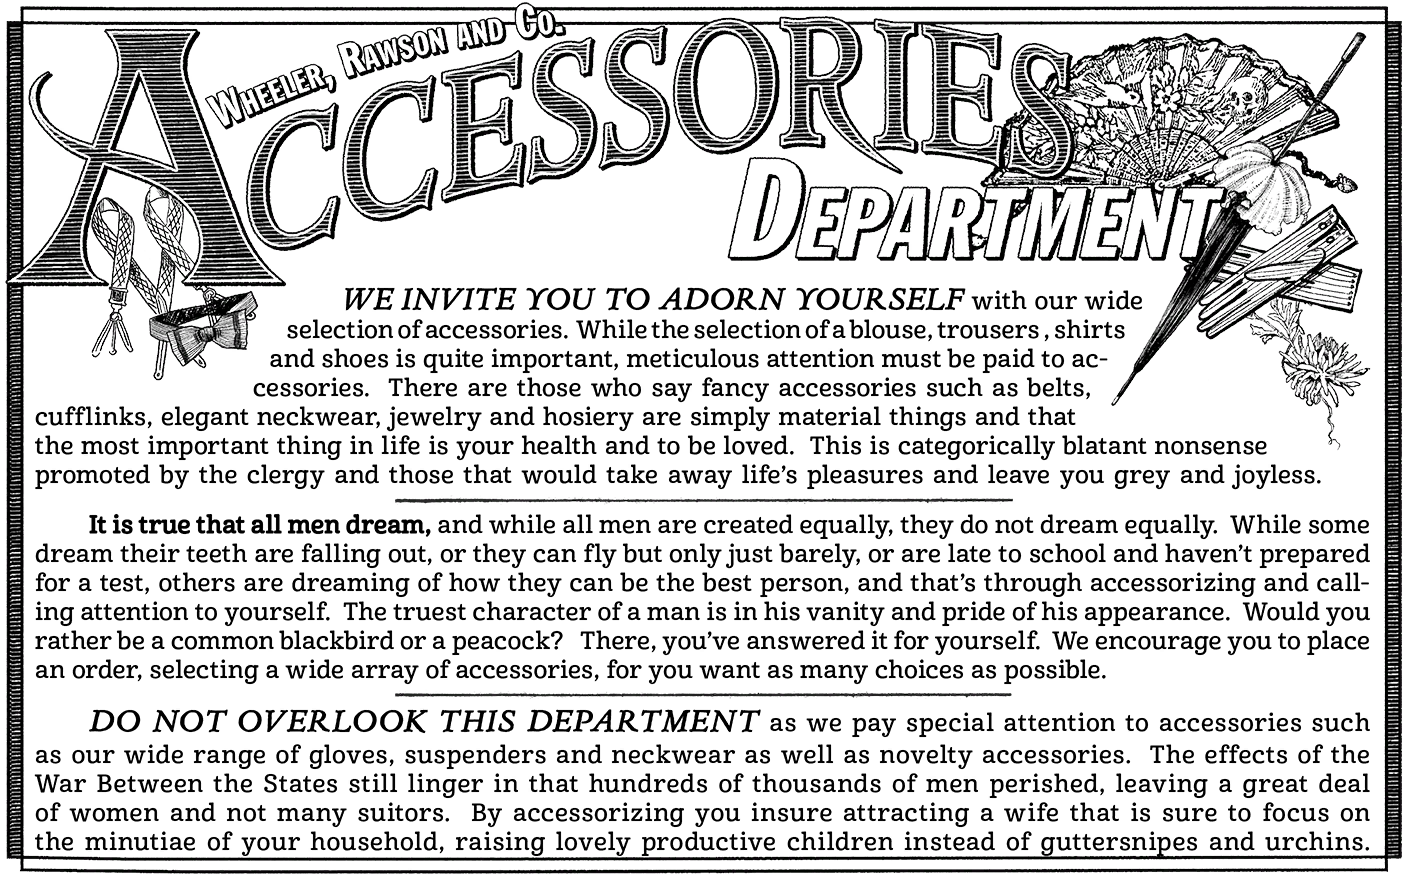 WHEELER, RAWSON AND CO.
ACCESSORIES
DEPARTMENT
WE INVITE YOU TO ADORN YOURSELF with our wide
selection of accessories. While the selection of a blouse, trousers , shirts
and shoes is quite important, meticulous attention must be paid to ac-
cessories. There are those who say fancy accessories such as belts,
cufflinks, elegant neckwear, jewelry and hosiery are simply material things and that
the most important thing in life is your health and to be loved. This is categorically blatant nonsense
promoted by the clergy and those that would take away life's pleasures and leave you grey and joyless.
It is true that all men dream, and while all men are created equally, they do not dream equally. While some
dream their teeth are falling out, or they can fly but only just barely, or are late to school and haven't prepared
for a test, others are dreaming of how they can be the best person, and that's through accessorizing and call-
ing attention to yourself. The truest character of a man is in his vanity and pride of his appearance. Would you
rather be a common blackbird or a peacock? There, you've answered it for yourself. We encourage you to place
an order, selecting a wide array of accessories, for you want as many choices as possible.
DO NOT OVERLOOK THIS DEPARTMENT as we pay special attention to accessories such
as our wide range of gloves, suspenders and neckwear as well as novelty accessories. The effects of the
War Between the States still linger in that hundreds of thousands of men perished, leaving a great deal
of women and not many suitors. By accessorizing you insure attracting a wife that is sure to focus on
the minutiae of your household, raising lovely productive children instead of guttersnipes and urchins.